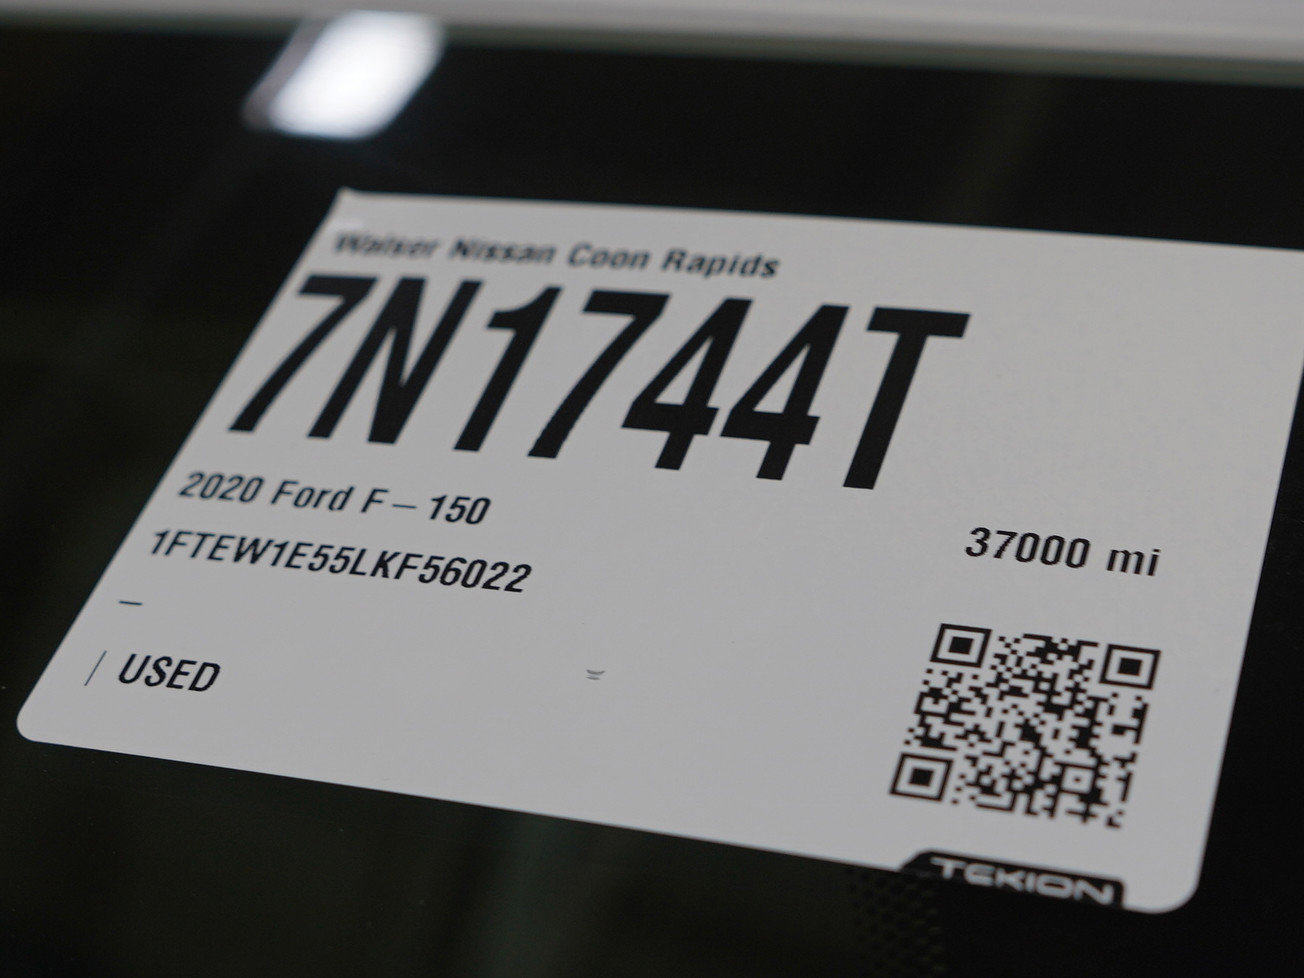 Walser Nissan Coon Rapids
7N1744T
2020 Ford F – 150
1FTEW1E55LKF56022
37000 mi
–
| USED
TEKION